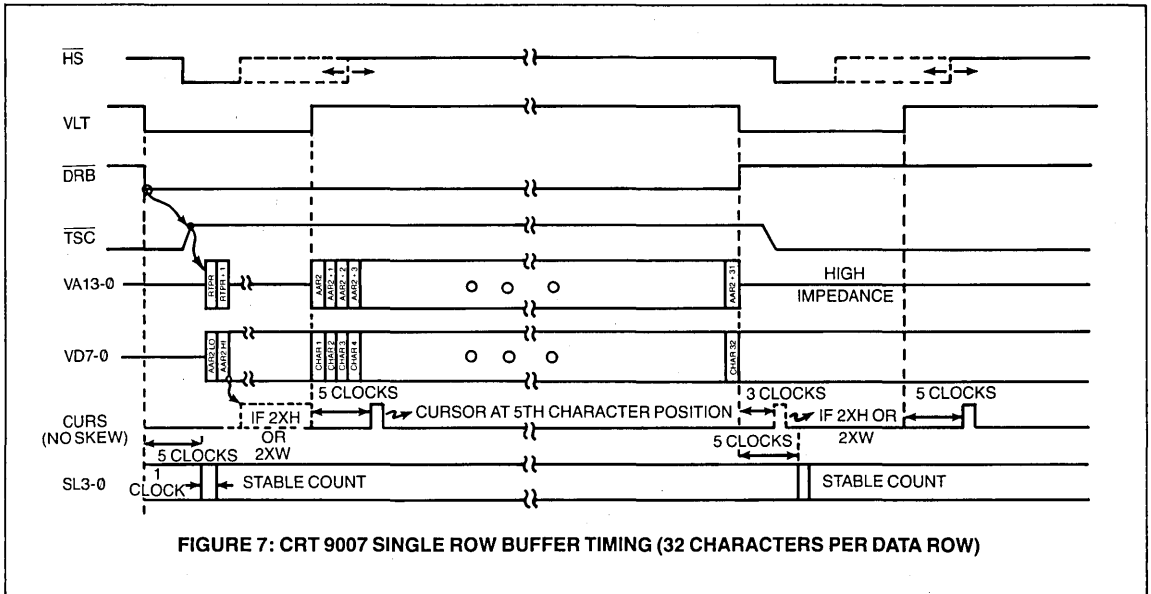 HS
VLT
DRB
TSC
VA13-0
RTPR
RTPR + 1
AAR2
AAR2 + 1
AAR2 + 2
AAR2 + 3
AAR2 + 31
HIGH
IMPEDANCE
VD7-0
AAR2 LO
AAR2 HI
CHAR 1
CHAR 2
CHAR 3
CHAR 4
CHAR 32
5 CLOCKS
3 CLOCKS
5 CLOCKS
CURS
(NO SKEW)
IF 2XH
OR
2XW
CURSOR AT 5TH CHARACTER POSITION
IF 2XH OR
2XW
5 CLOCKS
5 CLOCKS
SL3-0
1
CLOCK
STABLE COUNT
STABLE COUNT
FIGURE 7: CRT 9007 SINGLE ROW BUFFER TIMING (32 CHARACTERS PER DATA ROW)